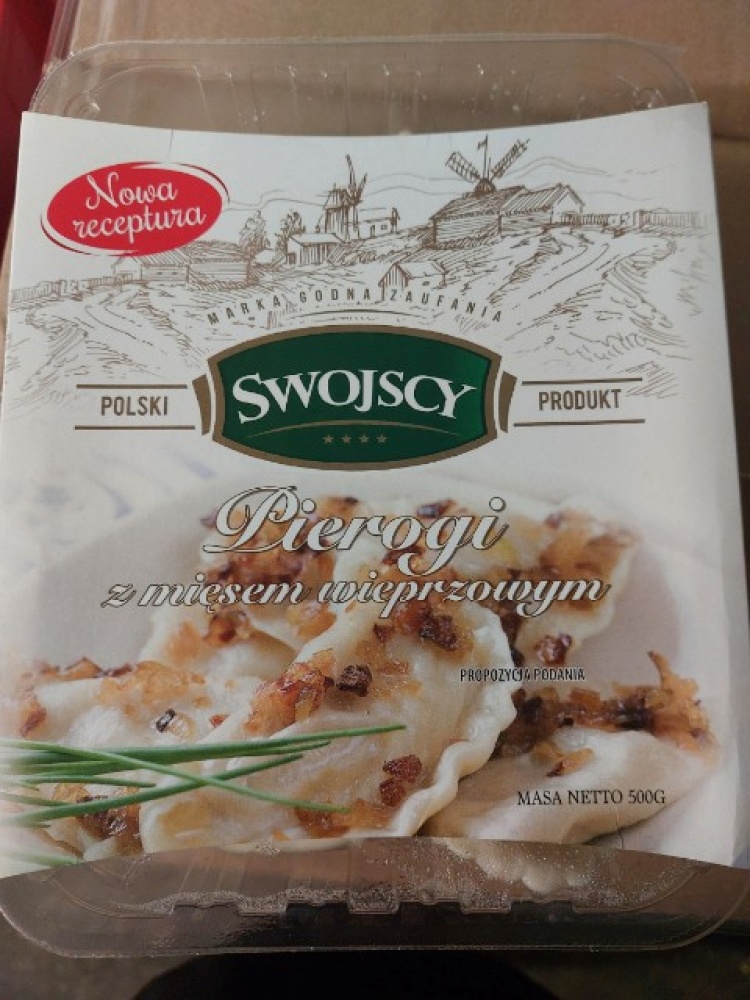 Nowa
receptura
MARKA GODNA ZAUFANIA
POLSKI
SWOJSCY
PRODUKT
Pierogi
z mięsem wieprzowym
PROPOZYCJA PODANIA
MASA NETTO 500G